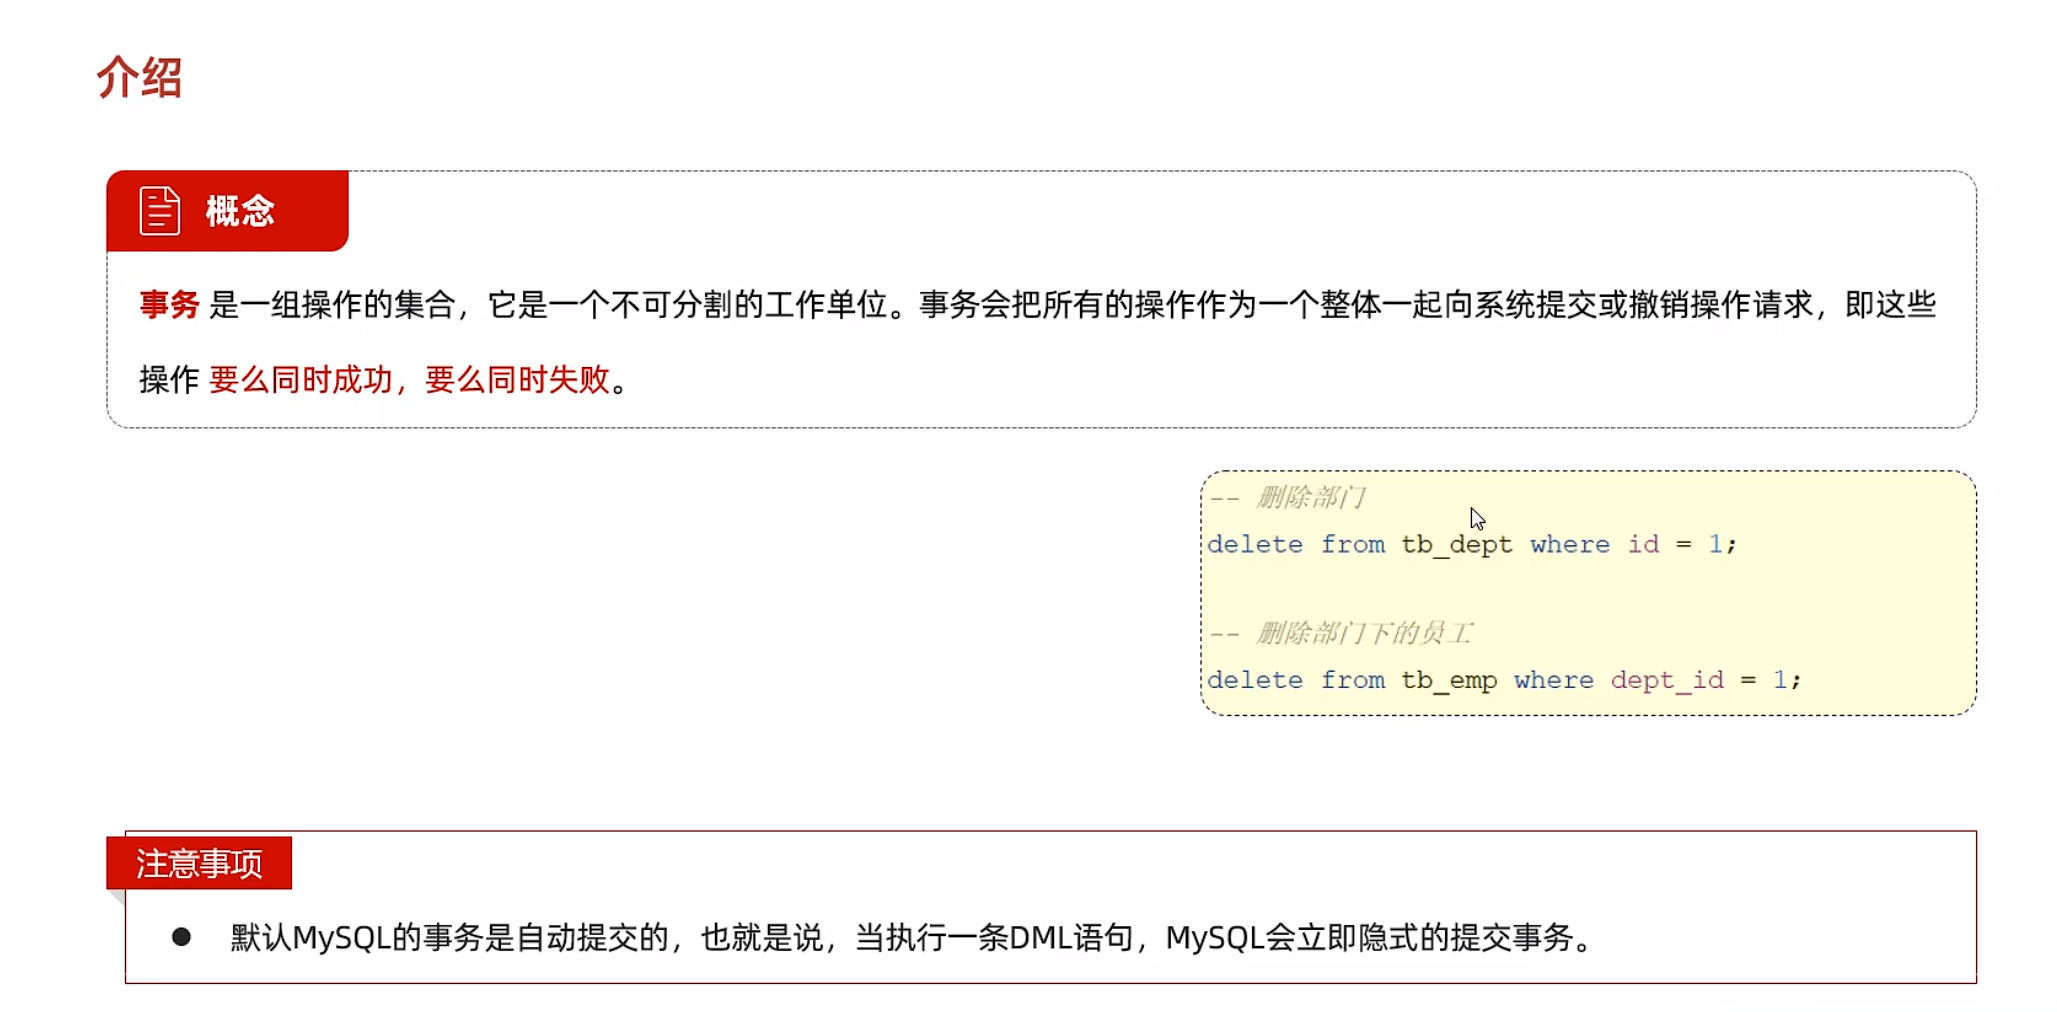 介绍
概念
事务 是一组操作的集合，它是一个不可分割的工作单位。事务会把所有的操作作为一个整体一起向系统提交或撤销操作请求，即这些
操作 要么同时成功，要么同时失败。
-- 删除部门
delete from tb_dept where id = 1;
-- 删除部门下的员工
delete from tb_emp where dept_id = 1;
注意事项
● 默认MySQL的事务是自动提交的，也就是说，当执行一条DML语句，MySQL会立即隐式的提交事务。